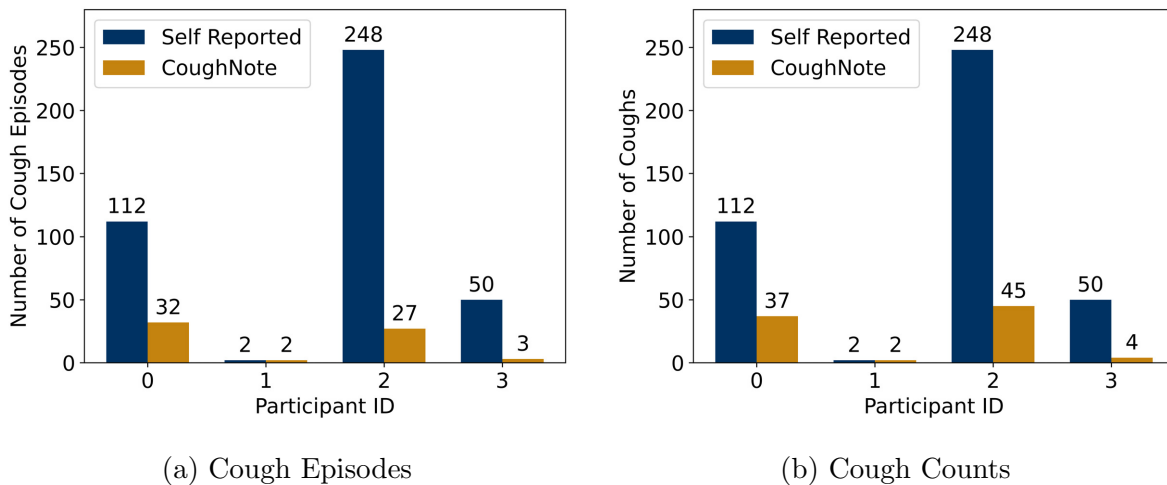 Self Reported
CoughNote
Number of Cough Episodes
250
200
150
100
50
0
112
32
2 2
248
27
50
3
0 1 2 3
Participant ID
(a) Cough Episodes
Self Reported
CoughNote
Number of Coughs
250
200
150
100
50
0
112
37
2 2
248
45
50
4
0 1 2 3
Participant ID
(b) Cough Counts